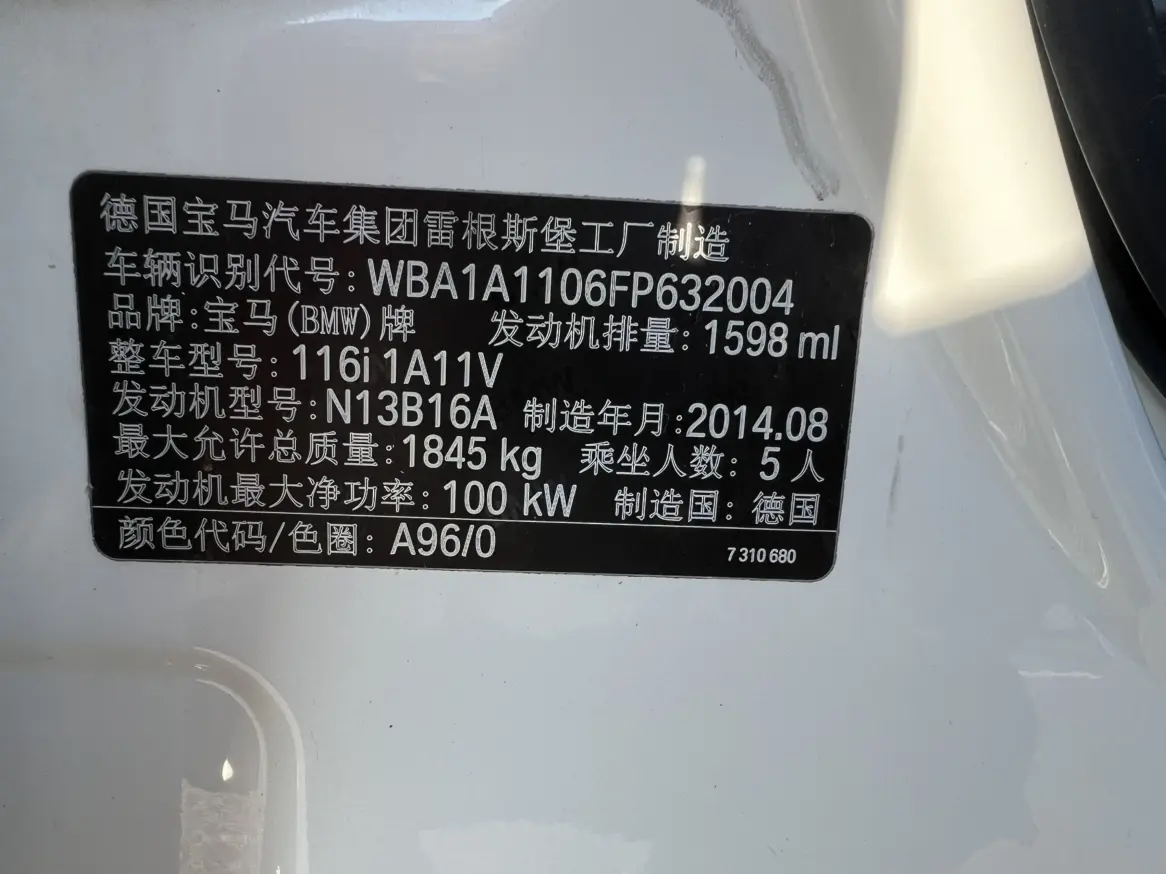 德国宝马汽车集团雷根斯堡工厂制造
车辆识别代号:WBA1A1106FP632004
品牌:宝马(BMW)牌 发动机排量:1598 ml
整车型号:116i 1A11V
发动机型号:N13B16A 制造年月:2014.08
最大允许总质量:1845 kg 乘坐人数: 5 人
发动机最大净功率: 100 kW 制造国: 德国
颜色代码/色圈: A96/0 7 310 680